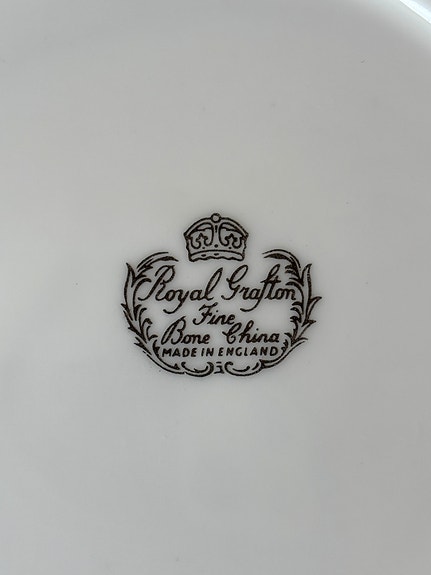 Royal Grafton
Fine
Bone China
MADE IN ENGLAND